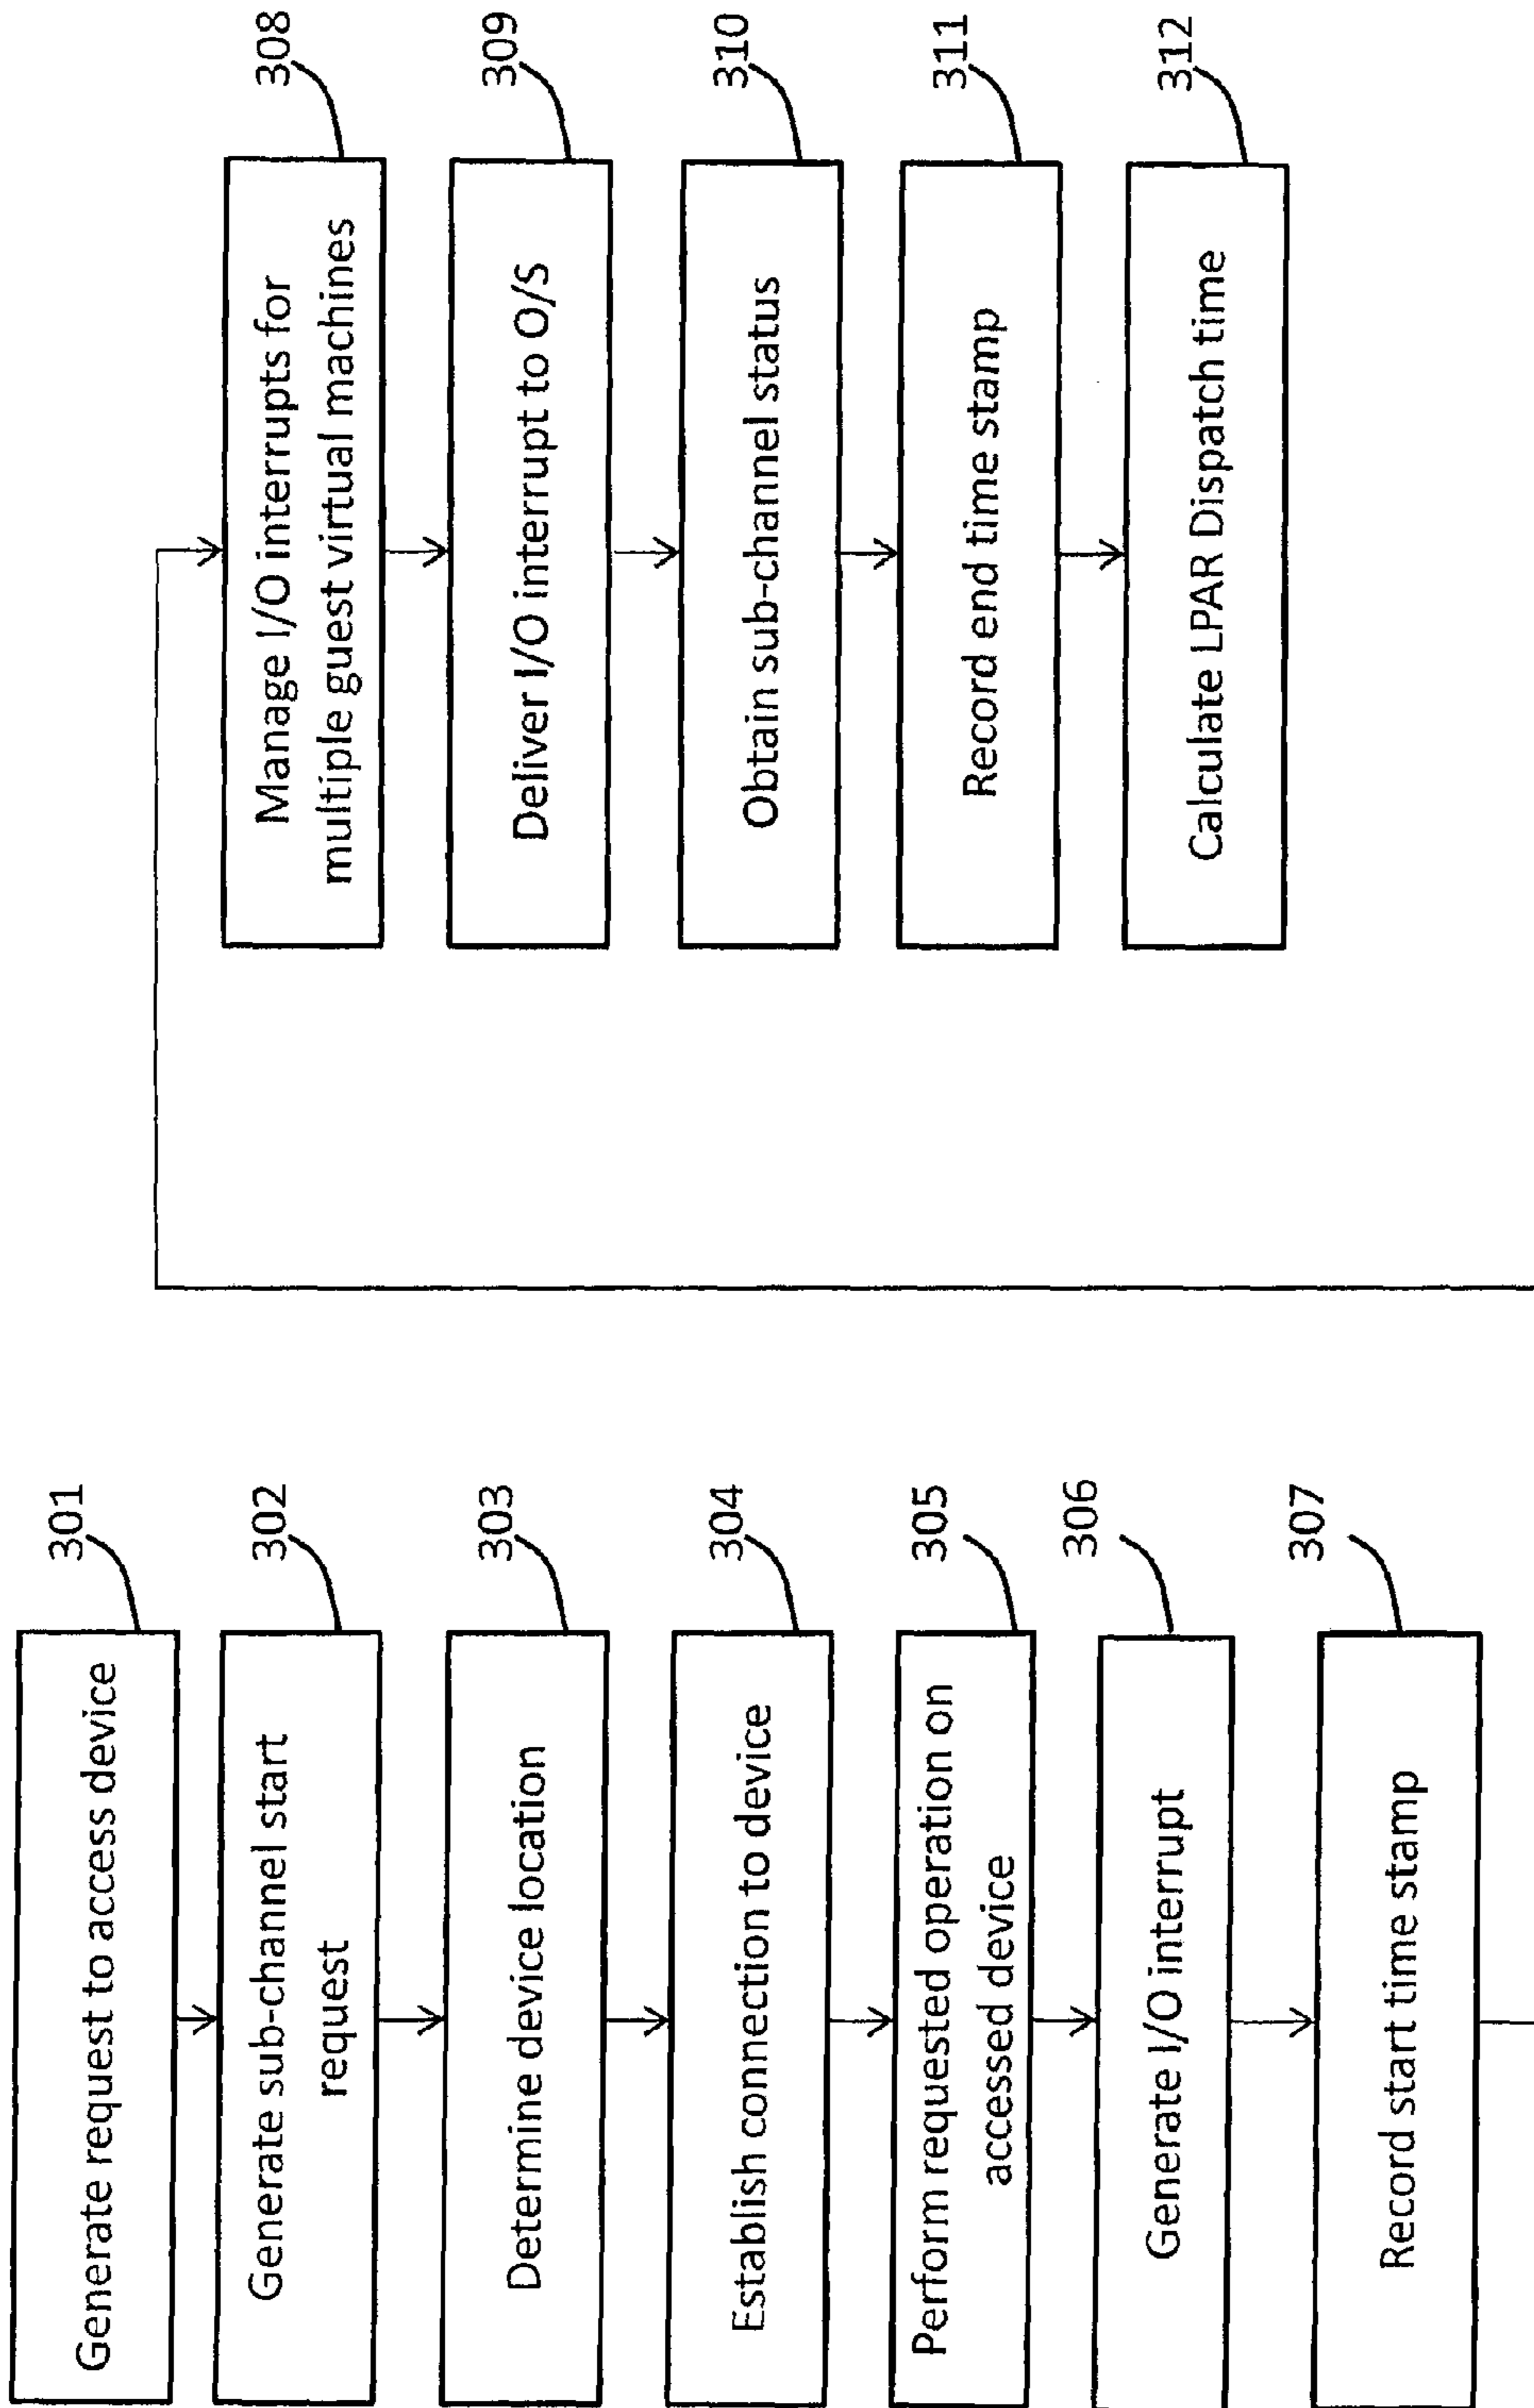 Generate request to access device
301
Generate sub-channel start
request
302
Determine device location
303
Establish connection to device
304
Perform requested operation on
accessed device
305
Generate I/O interrupt
306
Record start time stamp
307
Manage I/O interrupts for
multiple guest virtual machines
308
Deliver I/O interrupt to O/S
309
Obtain sub-channel status
310
Record end time stamp
311
Calculate LPAR Dispatch time
312